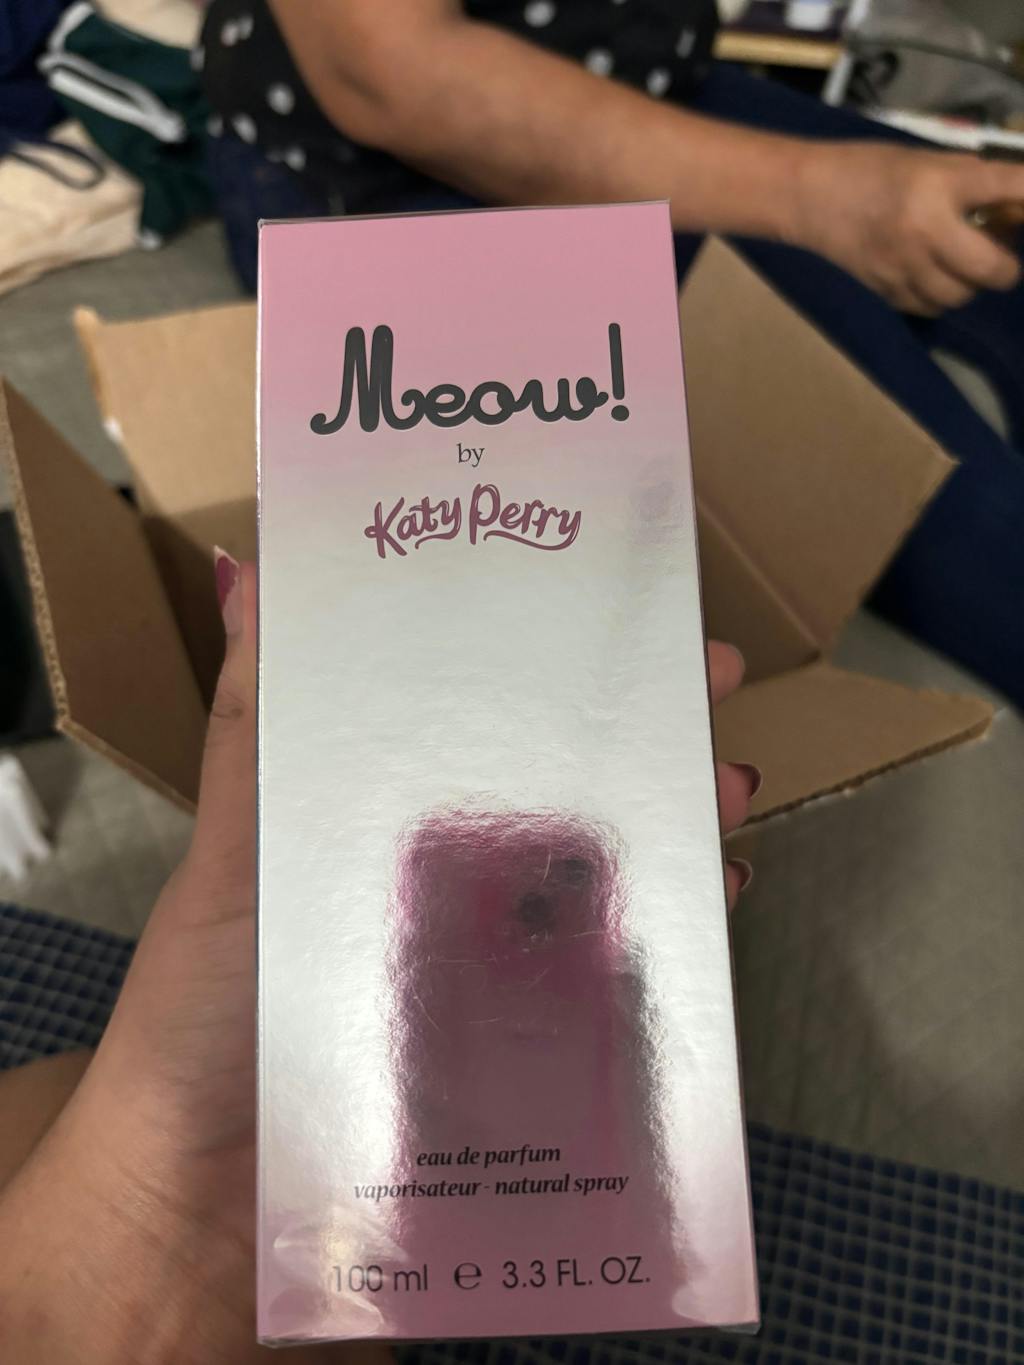 Meow!
by
Katy Perry
eau de parfum
vaporisateur - natural spray
100 ml ℮ 3.3 FL. OZ.